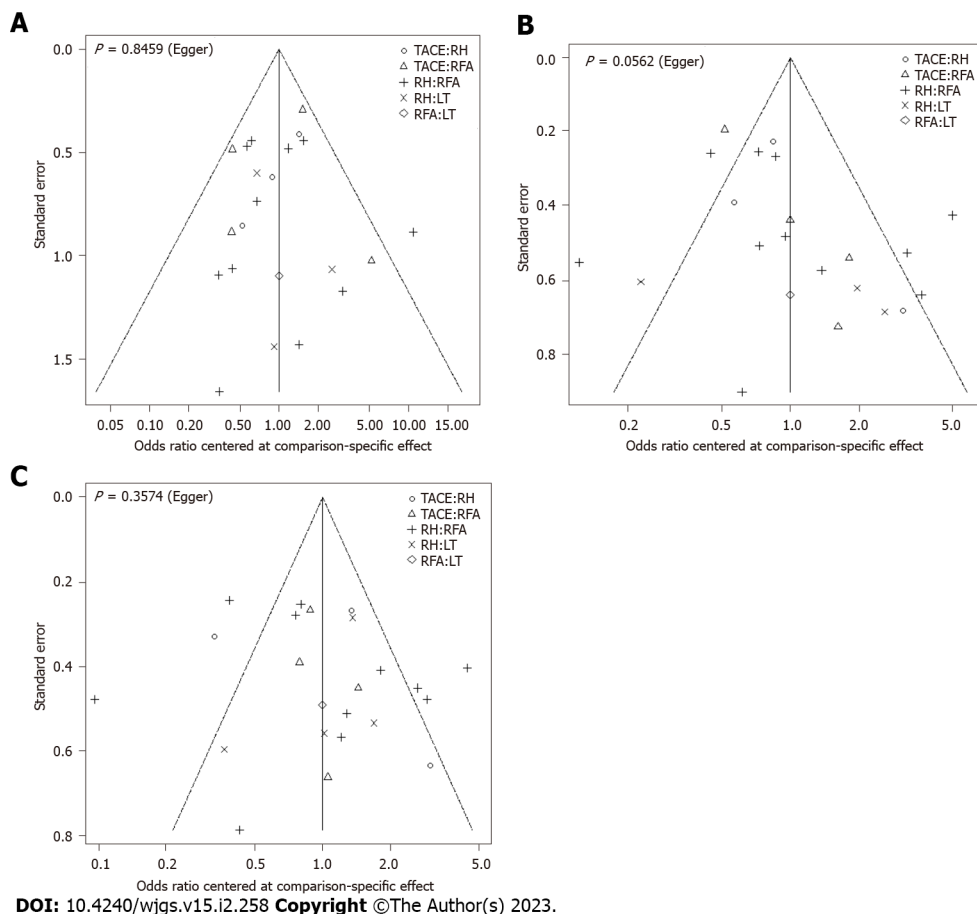 A
P = 0.8459 (Egger)
TACE:RH
TACE:RFA
RH:RFA
RH:LT
RFA:LT
Standard error
0.0
0.5
1.0
1.5
0.05 0.10 0.20 0.50 1.00 2.00 5.00 10.00 15.00
Odds ratio centered at comparison-specific effect
B
P = 0.0562 (Egger)
TACE:RH
TACE:RFA
RH:RFA
RH:LT
RFA:LT
Standard error
0.0
0.2
0.4
0.6
0.8
0.2 0.5 1.0 2.0 5.0
Odds ratio centered at comparison-specific effect
C
P = 0.3574 (Egger)
TACE:RH
TACE:RFA
RH:RFA
RH:LT
RFA:LT
Standard error
0.0
0.2
0.4
0.6
0.8
0.1 0.5 1.0 2.0 5.0
Odds ratio centered at comparison-specific effect
DOI: 10.4240/wjgs.v15.i2.258 Copyright ©The Author(s) 2023.